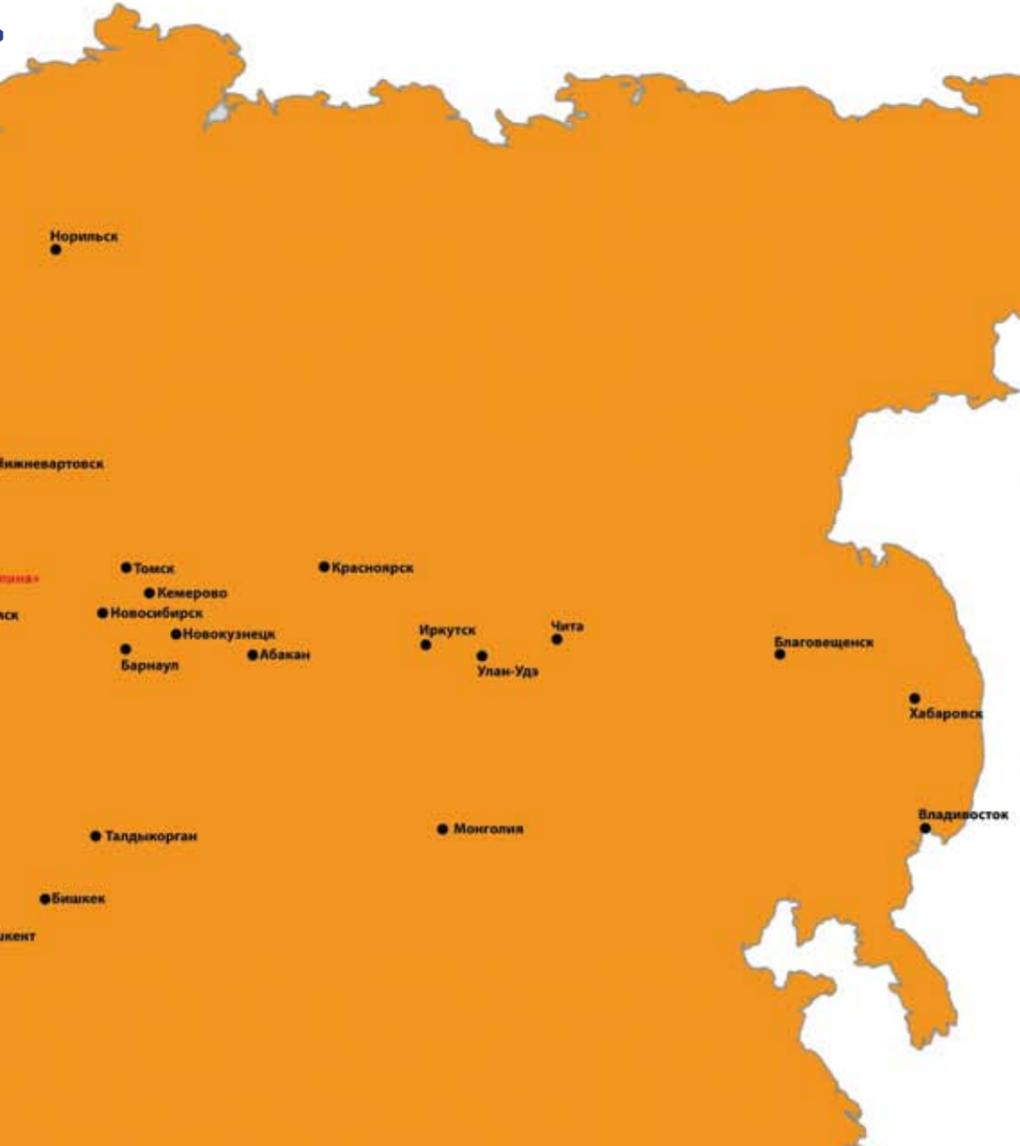 Норильск
Нижневартовск
Томск
Красноярск
Кемерово
Новосибирск
Новокузнецк
Иркутск
Чита
Барнаул
Абакан
Улан-Удэ
Благовещенск
Хабаровск
Владивосток
Талдыкорган
Монголия
Бишкек
шкент